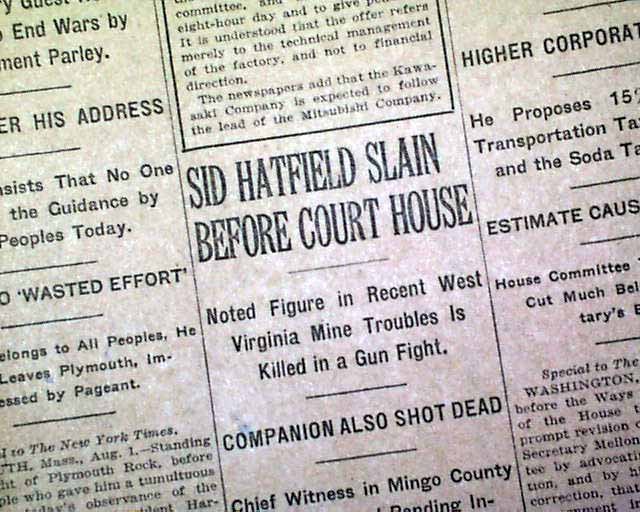 o End Wars by
ment Parley.
ER HIS ADDRESS
nsists That No One
the Guidance by
Peoples Today.
O 'WASTED EFFORT'
elongs to All Peoples, He
Leaves Plymouth, Im-
essed by Pageant.
l to The New York Times.
TH, Mass., Aug. 1.—Standing
ht of Plymouth Rock, before
ple who gave him a tumultuous
oday's observance of the
ident Har-
committee, and
eight-hour day and to give
It is understood that the offer refers
merely to the technical management
of the factory, and not to financial
direction.
The newspapers add that the Kawa-
saki Company is expected to follow
the lead of the Mitsubishi Company.
SID HATFIELD SLAIN
BEFORE COURT HOUSE
Noted Figure in Recent West
Virginia Mine Troubles Is
Killed in a Gun Fight.
COMPANION ALSO SHOT DEAD
Chief Witness in Mingo County
Pending In-
HIGHER CORPORAT
He Proposes 15%
Transportation Ta
and the Soda Ta
ESTIMATE CAUS
House Committee
Cut Much Bel
tary's E
Special to The
WASHINGTON,
before the Ways
of the House
prompt revision
Secretary Mellon
tee by advocati
tion, and by h
correction, that